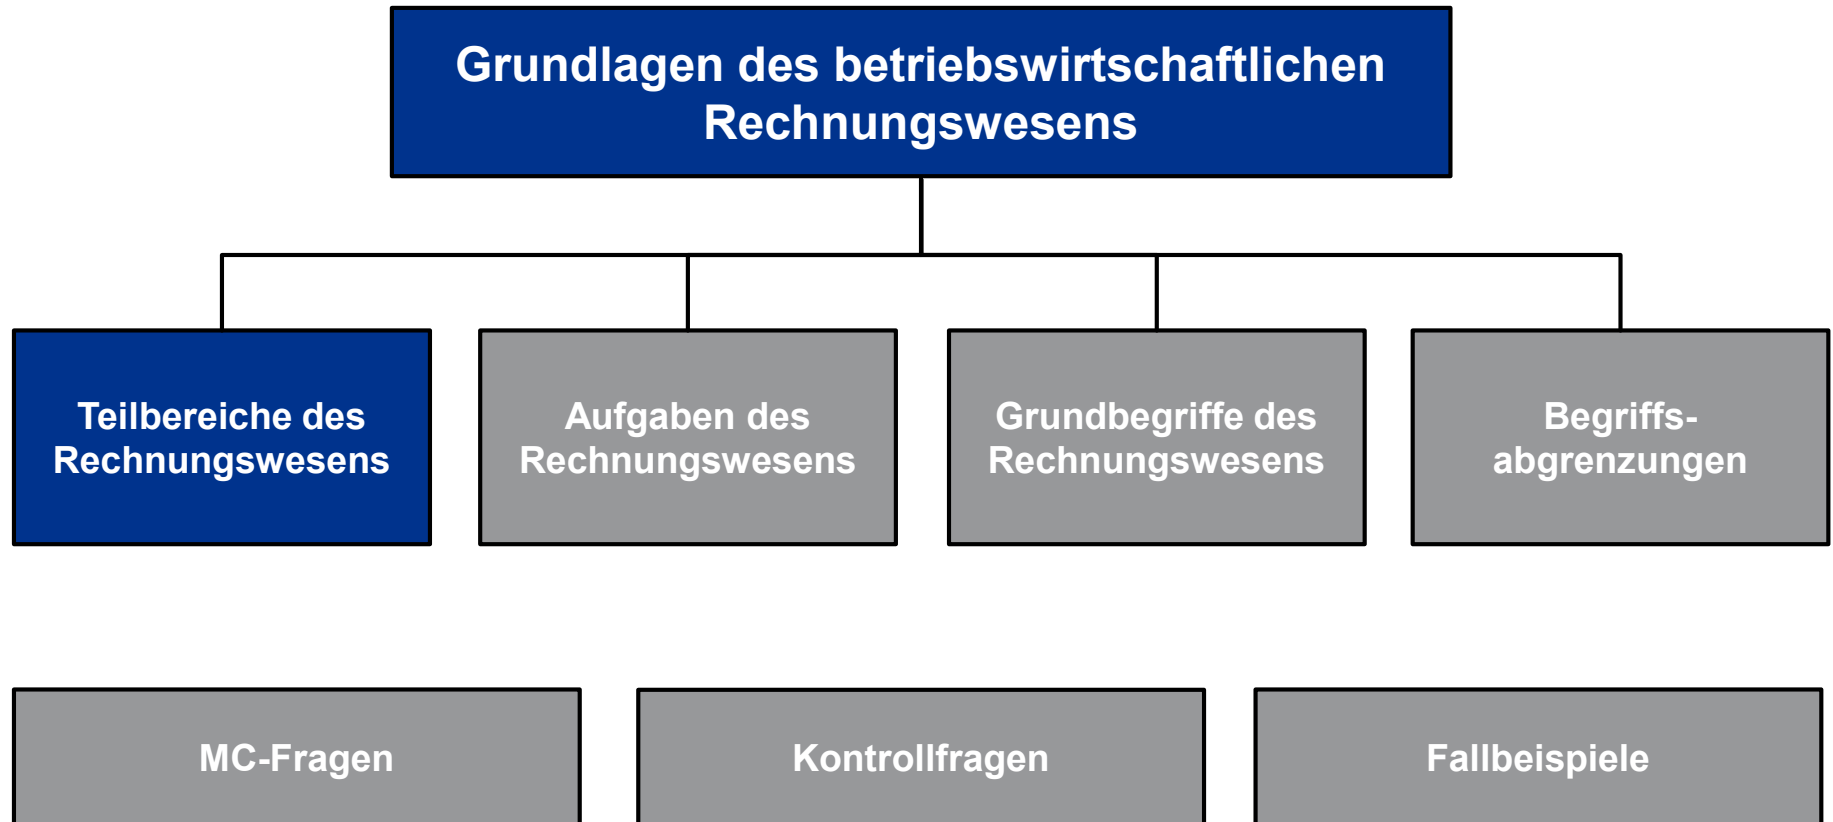 Grundlagen des betriebswirtschaftlichen
Rechnungswesens
Teilbereiche des
Rechnungswesens
Aufgaben des
Rechnungswesens
Grundbegriffe des
Rechnungswesens
Begriffs-
abgrenzungen
MC-Fragen
Kontrollfragen
Fallbeispiele